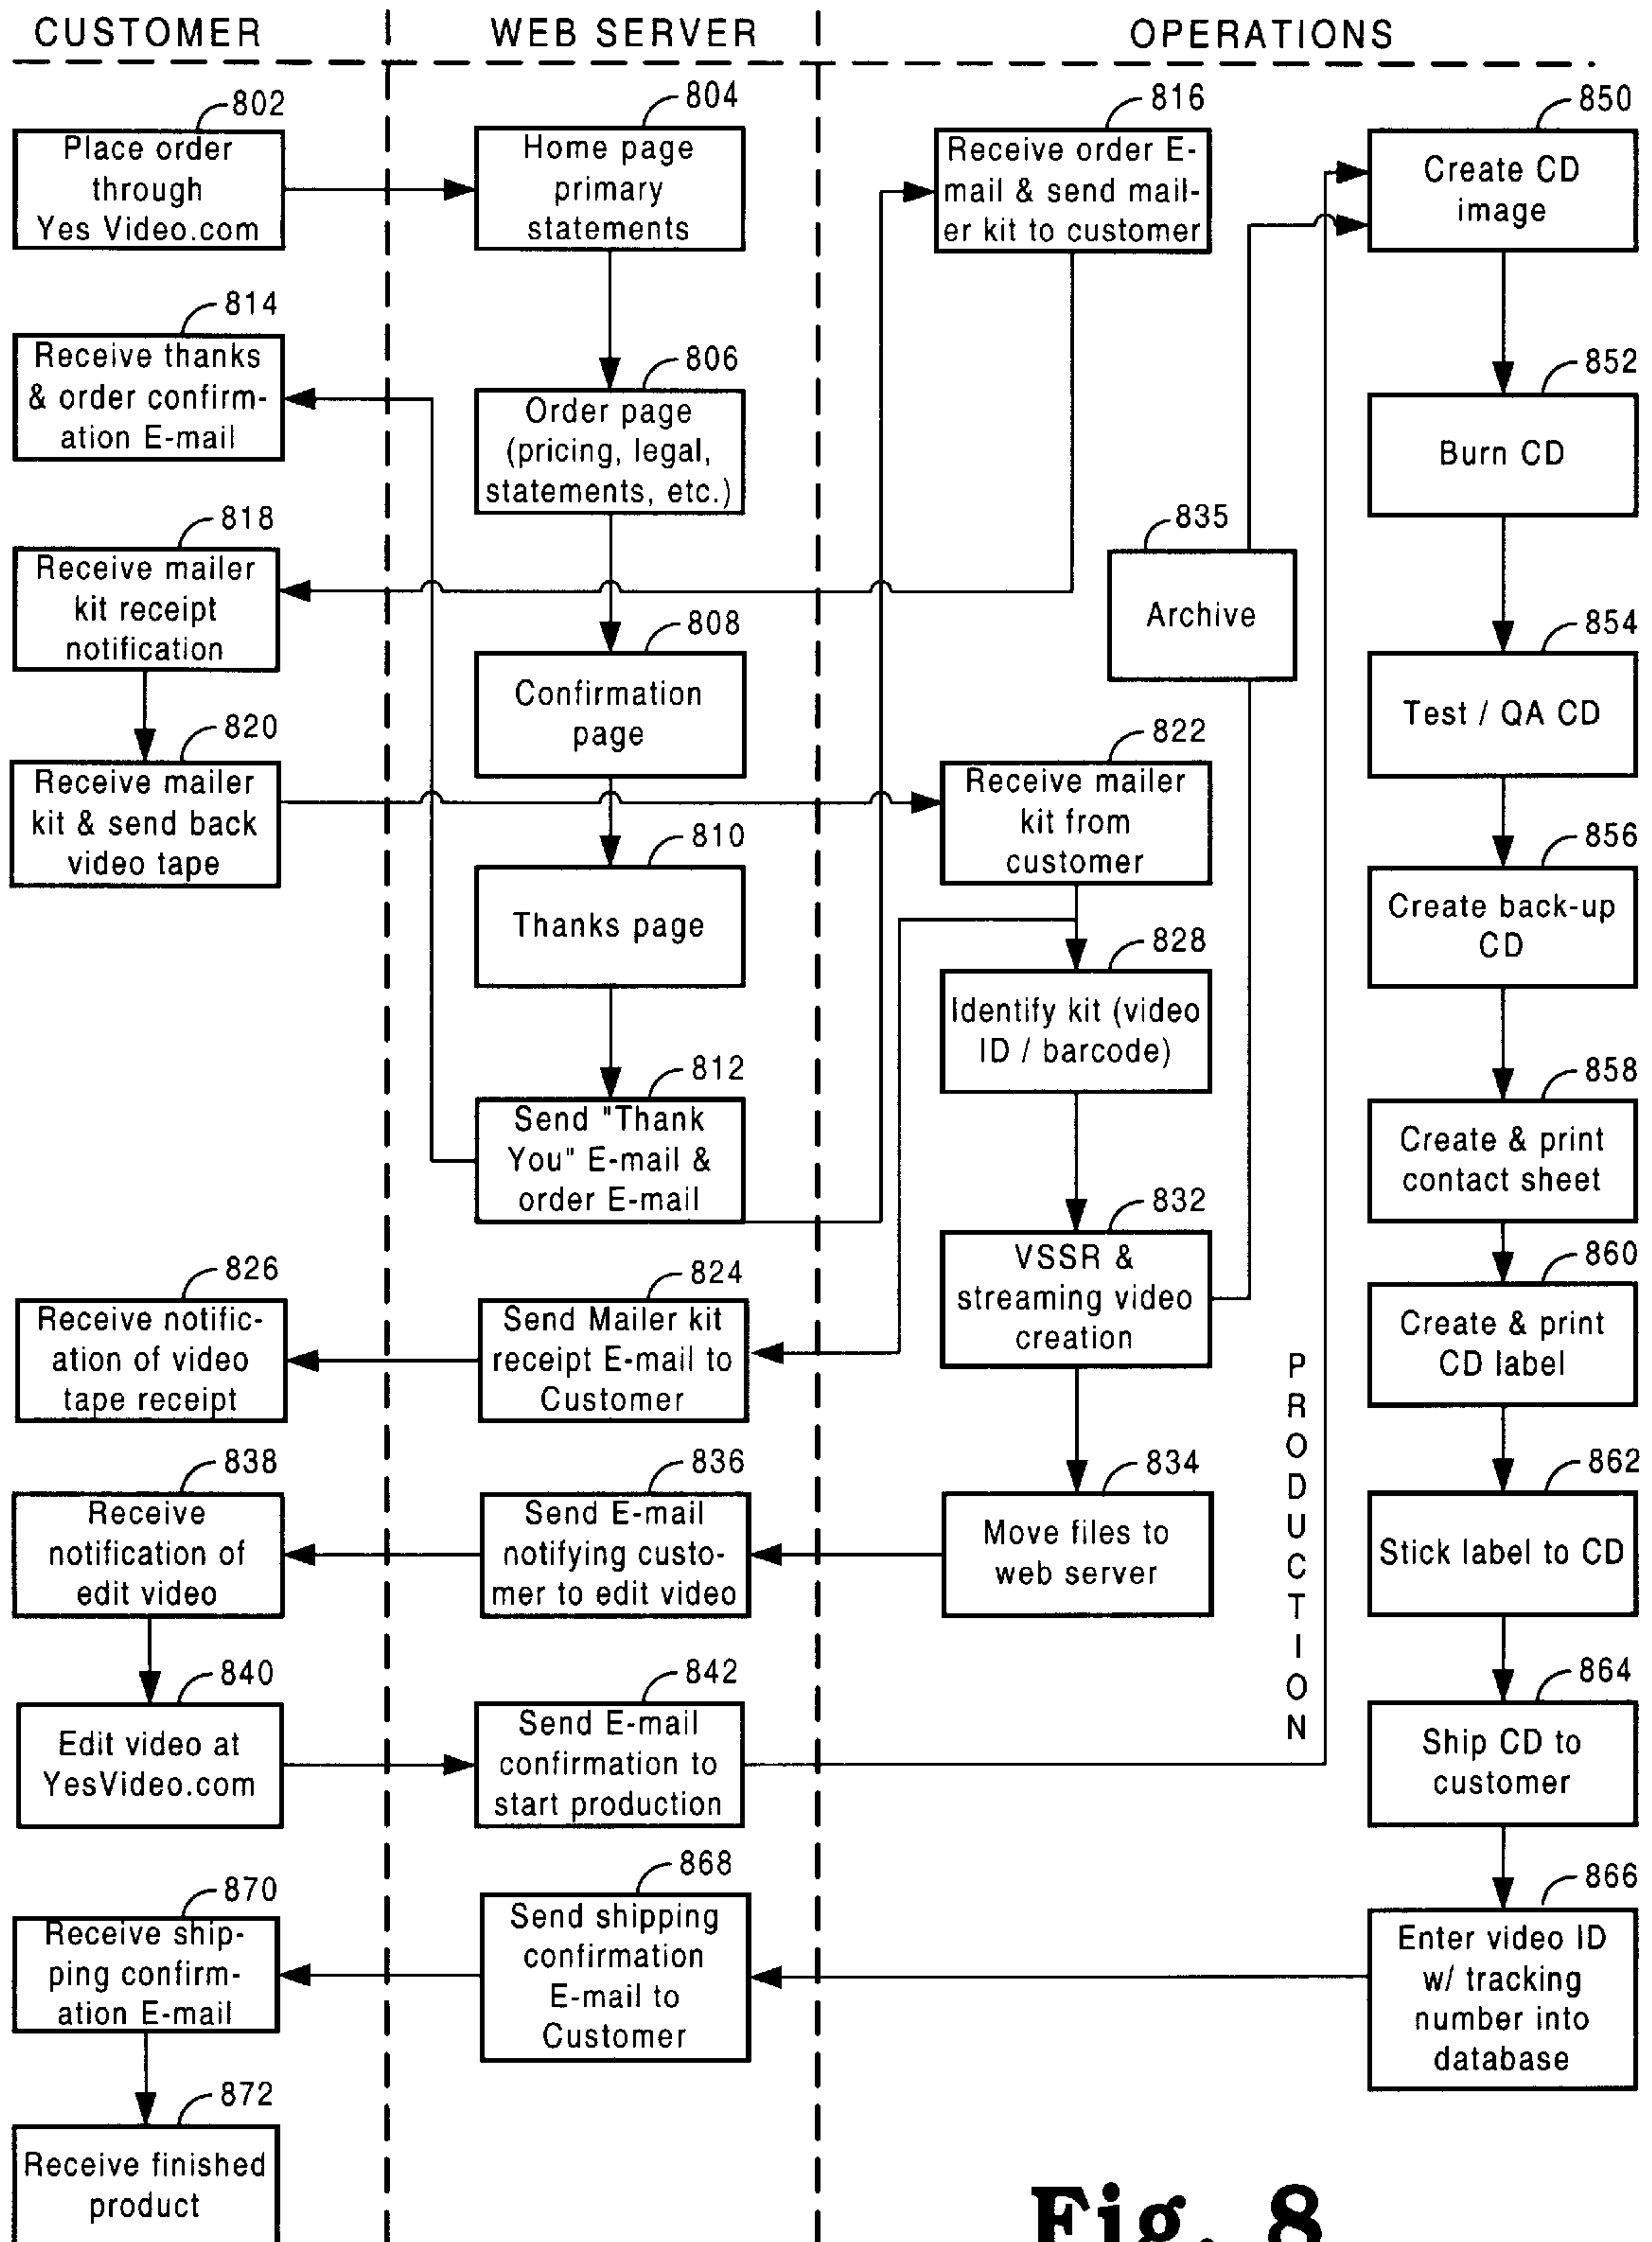 CUSTOMER
WEB SERVER
OPERATIONS
802
Place order
through
Yes Video.com
814
Receive thanks
& order confirm-
ation E-mail
818
Receive mailer
kit receipt
notification
820
Receive mailer
kit & send back
video tape
826
Receive notific-
ation of video
tape receipt
838
Receive
notification of
edit video
840
Edit video at
YesVideo.com
870
Receive ship-
ping confirm-
ation E-mail
872
Receive finished
product
804
Home page
primary
statements
806
Order page
(pricing, legal,
statements, etc.)
808
Confirmation
page
810
Thanks page
812
Send "Thank
You" E-mail &
order E-mail
824
Send Mailer kit
receipt E-mail to
Customer
836
Send E-mail
notifying custo-
mer to edit video
842
Send E-mail
confirmation to
start production
868
Send shipping
confirmation
E-mail to
Customer
816
Receive order E-
mail & send mail-
er kit to customer
835
Archive
822
Receive mailer
kit from
customer
828
Identify kit (video
ID / barcode)
832
VSSR &
streaming video
creation
834
Move files to
web server
PRODUCTION
850
Create CD
image
852
Burn CD
854
Test / QA CD
856
Create back-up
CD
858
Create & print
contact sheet
860
Create & print
CD label
862
Stick label to CD
864
Ship CD to
customer
866
Enter video ID
w/ tracking
number into
database
Fig. 8